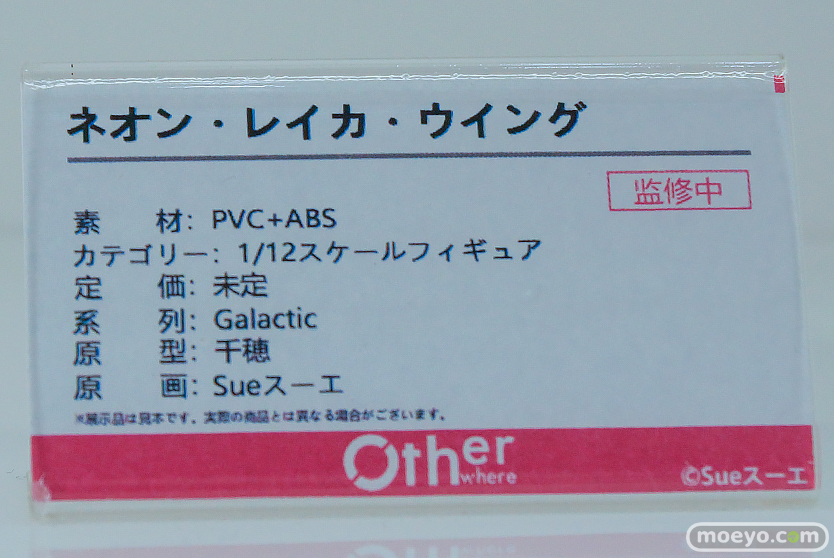 ネオン・レイカ・ウイング
监修中
素 材: PVC+ABS
カテゴリー: 1/12スケールフィギュア
定 価: 未定
系 列: Galactic
原 型: 千穂
原 画: Sueスーエ
※展示品は見本です。実際の商品とは異なる場合がございます。
Other
where
©Sueスーエ
moeyo.com